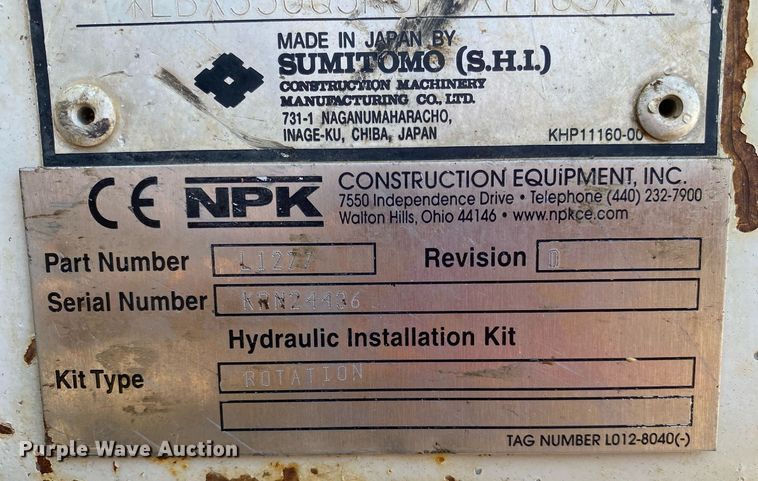 MADE IN JAPAN BY
SUMITOMO (S.H.I.)
CONSTRUCTION MACHINERY
MANUFACTURING CO., LTD.
731-1 NAGANUMAHARACHO,
INAGE-KU, CHIBA, JAPAN
KHP11160-00
CE NPK CONSTRUCTION EQUIPMENT, INC.
7550 Independence Drive • Telephone (440) 232-7900
Walton Hills, Ohio 44146 • www.npkce.com
Part Number L1277 Revision D
Serial Number KRN24436
Hydraulic Installation Kit
Kit Type ROTATION
TAG NUMBER L012-8040(-)
Purple Wave Auction